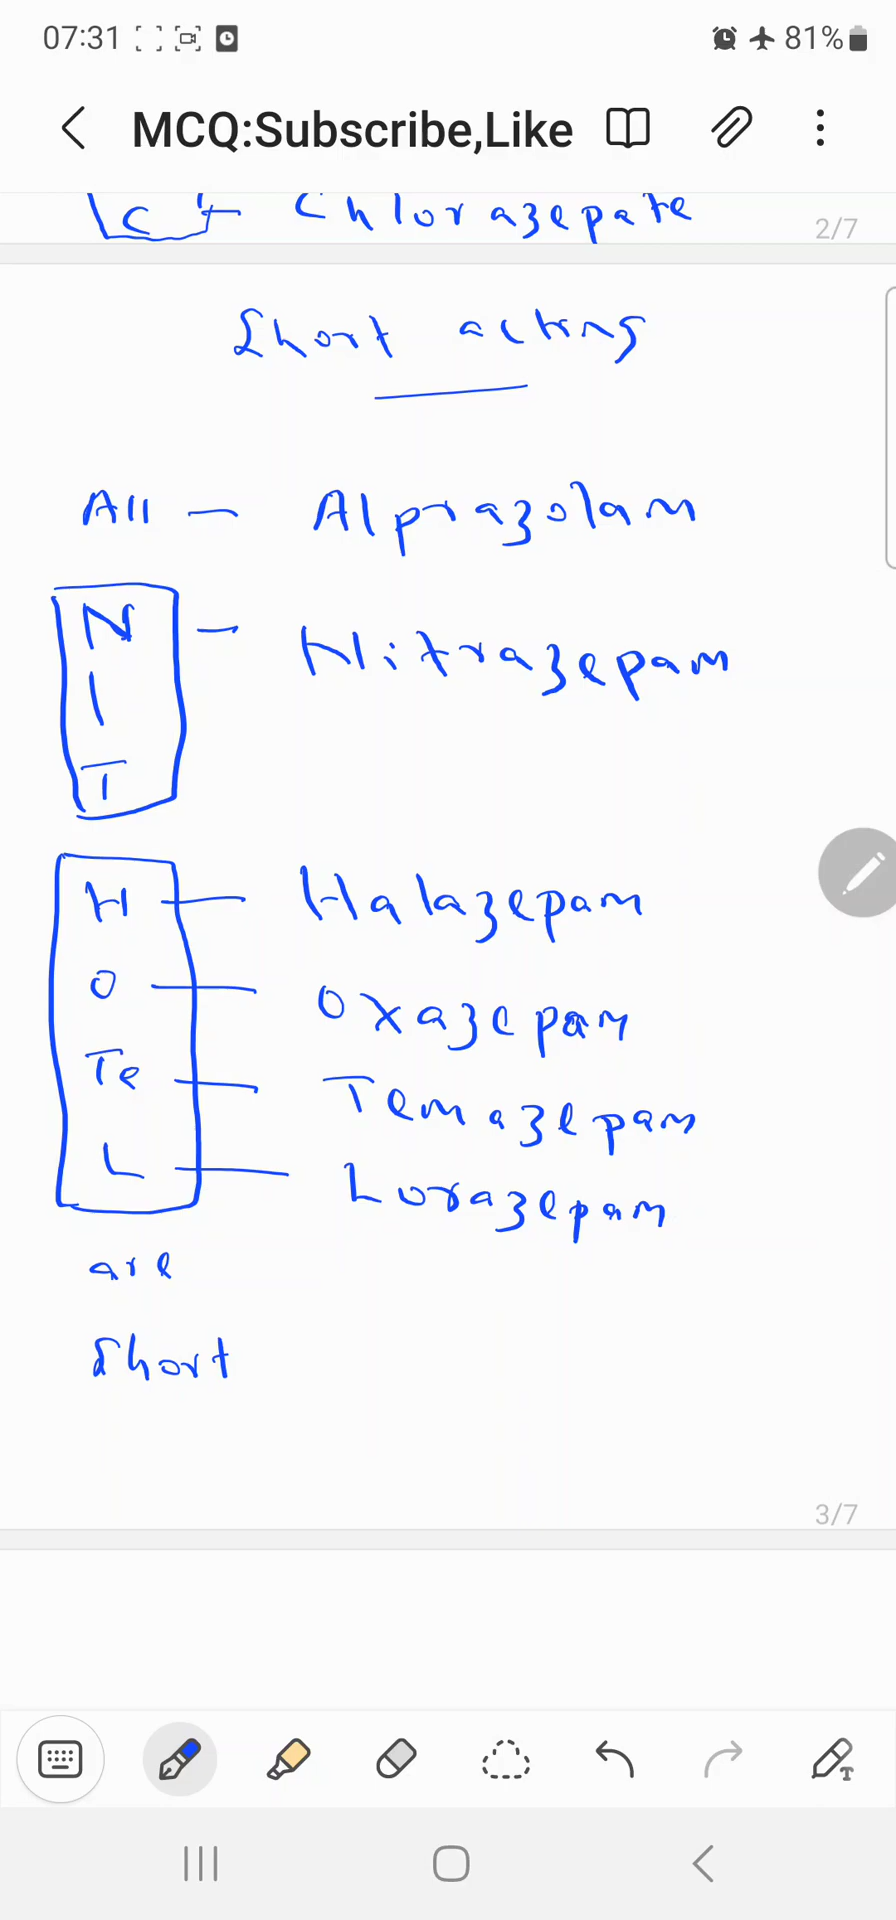 07:31
81%
MCQ:Subscribe,Like
C - Chlorazepate
2/7
Short acting
All - Alprazolam
N - Nitrazepam
I
T
H - Halazepam
O - Oxazepam
Te - Temazepam
L - Lorazepam
are
Short
3/7
T